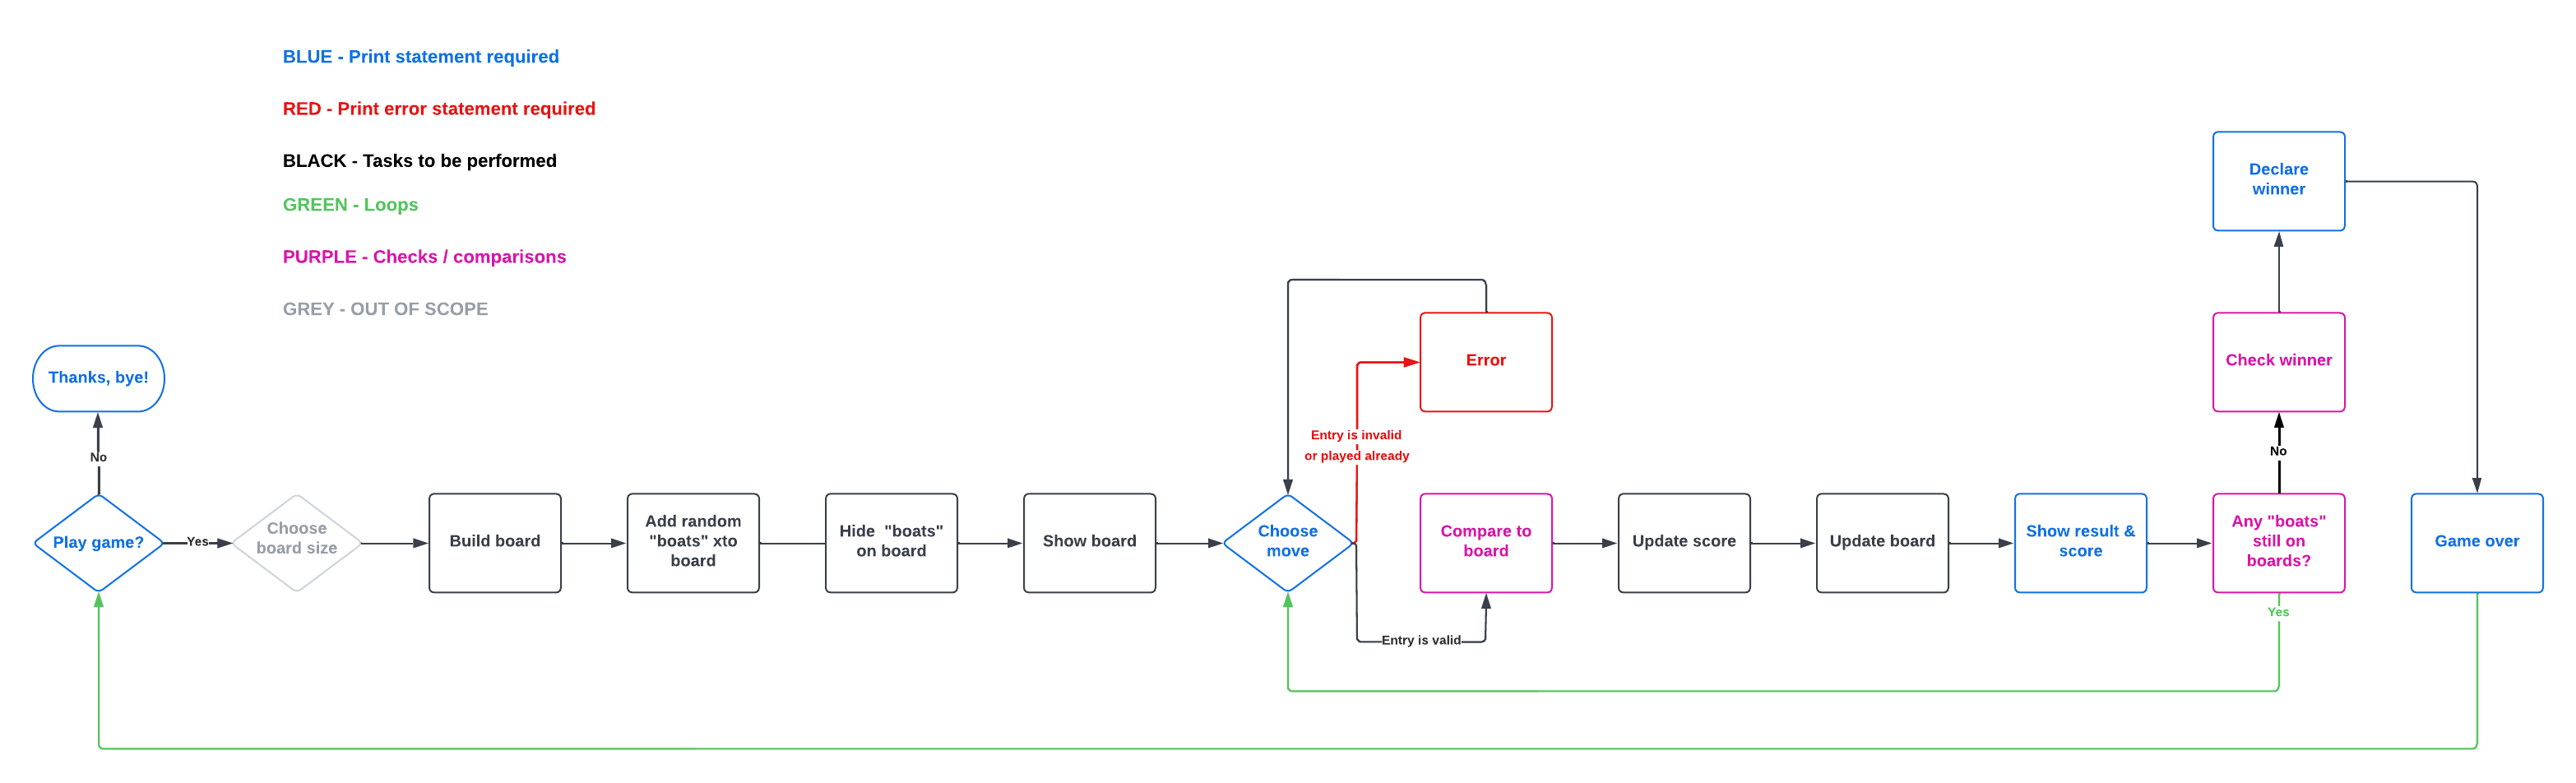 BLUE - Print statement required
RED - Print error statement required
BLACK - Tasks to be performed
GREEN - Loops
PURPLE - Checks / comparisons
GREY - OUT OF SCOPE
Thanks, bye!
No
Play game?
Yes
Choose
board size
Build board
Add random
"boats" xto
board
Hide "boats"
on board
Show board
Choose
move
Entry is invalid
or played already
Error
Entry is valid
Compare to
board
Update score
Update board
Show result &
score
Any "boats"
still on
boards?
Yes
No
Check winner
Declare
winner
Game over